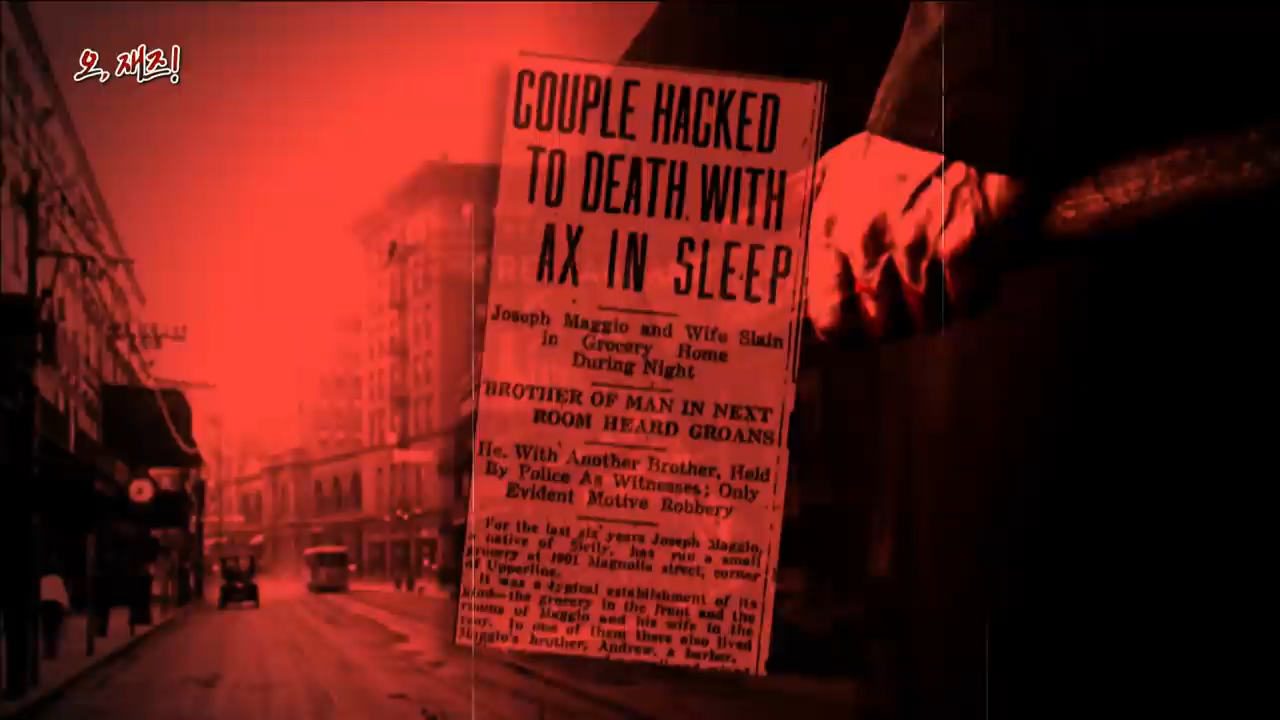 오, 재즈!
COUPLE HACKED
TO DEATH WITH
AX IN SLEEP
Joseph Maggio and Wife Slain
in Grocery Home
During Night
BROTHER OF MAN IN NEXT
ROOM HEARD GROANS
He, With Another Brother, Held
By Police As Witnesses; Only
Evident Motive Robbery
For the last six years Joseph Maggio,
a native of Sicily, has run a small
grocery at 4901 Magnolia street, corner
of Upperline.
It was a typical establishment of its
kind—the grocery in the front and the
rooms of Maggio and his wife in the
rear. In one of them there also lived
Maggio's brother, Andrew, a barber.